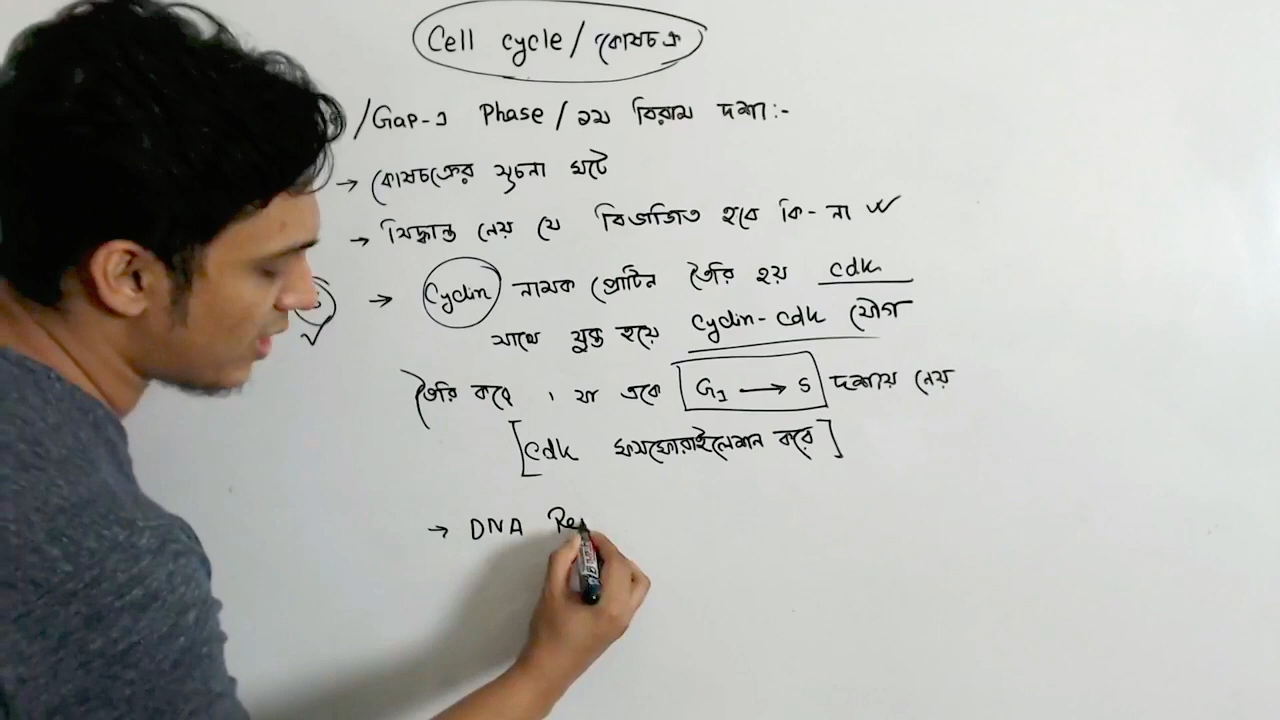 Cell cycle / কোষচক্র
/Gap-1 Phase / ১ম বিরাম দশা:-
→ কোষচক্রের সূচনা ঘটে
→ সিদ্ধান্ত নেয় যে বিভাজিত হবে কি-না
→ Cyclin নামক প্রোটিন তৈরি হয় cdk
সাথে যুক্ত হয়ে cyclin-cdk যৌগ
তৈরি করে, যা একে G₁ → S দশায় নেয়
[cdk ফসফোরাইলেশন করে]
→ DNA Re